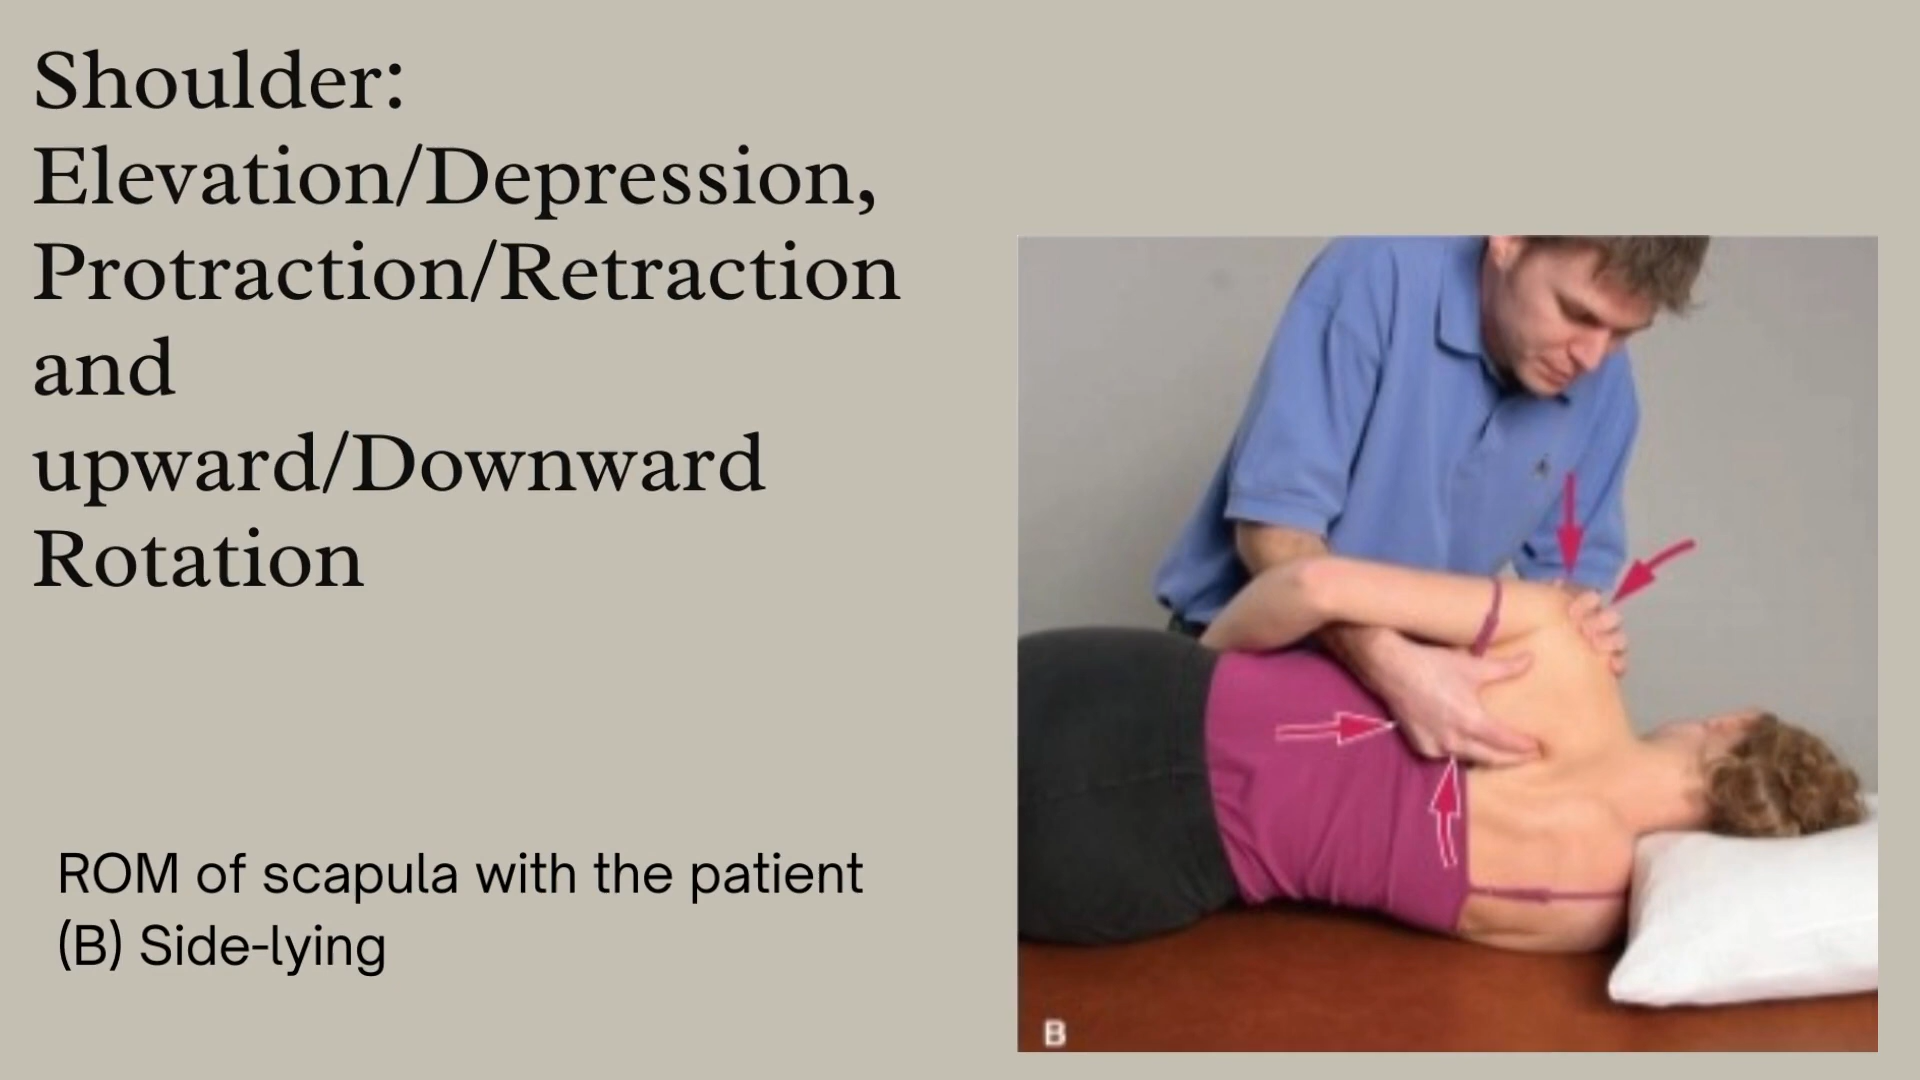 Shoulder:
Elevation/Depression,
Protraction/Retraction
and
upward/Downward
Rotation
ROM of scapula with the patient
(B) Side-lying
B